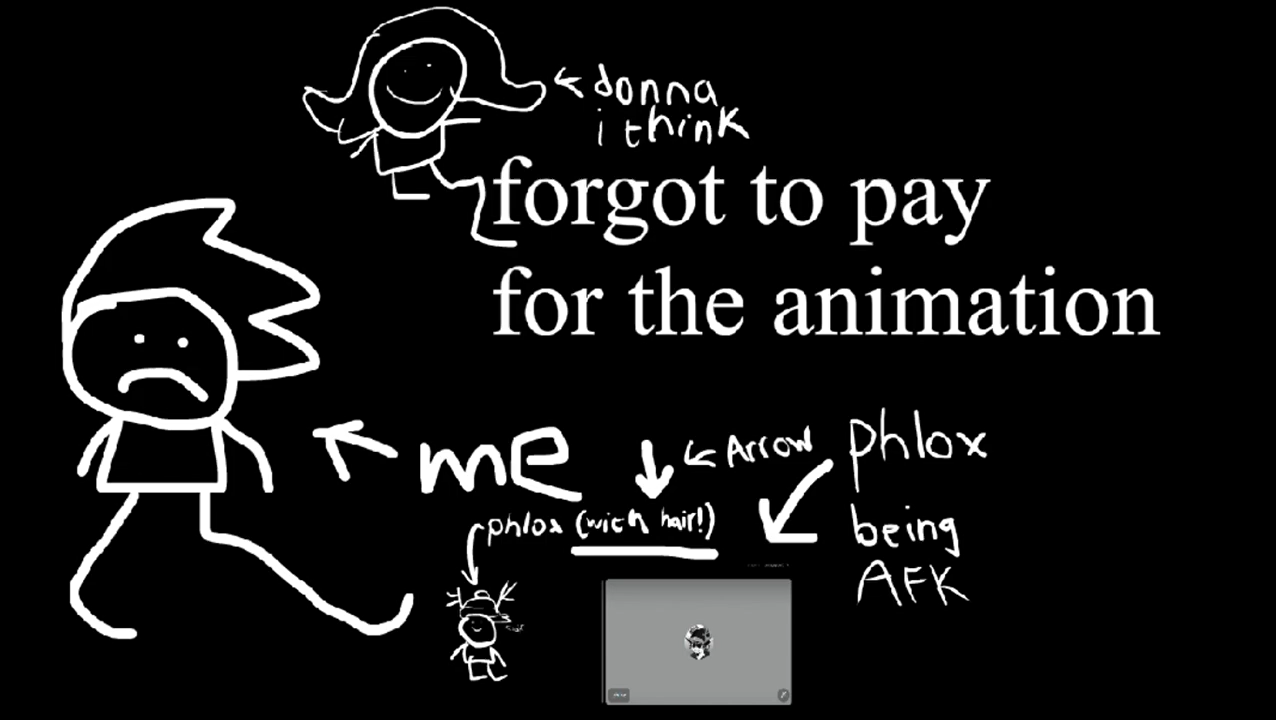 donna
i think
forgot to pay
for the animation
me
Arrow
phlox
being
AFK
phlox (with hair!)